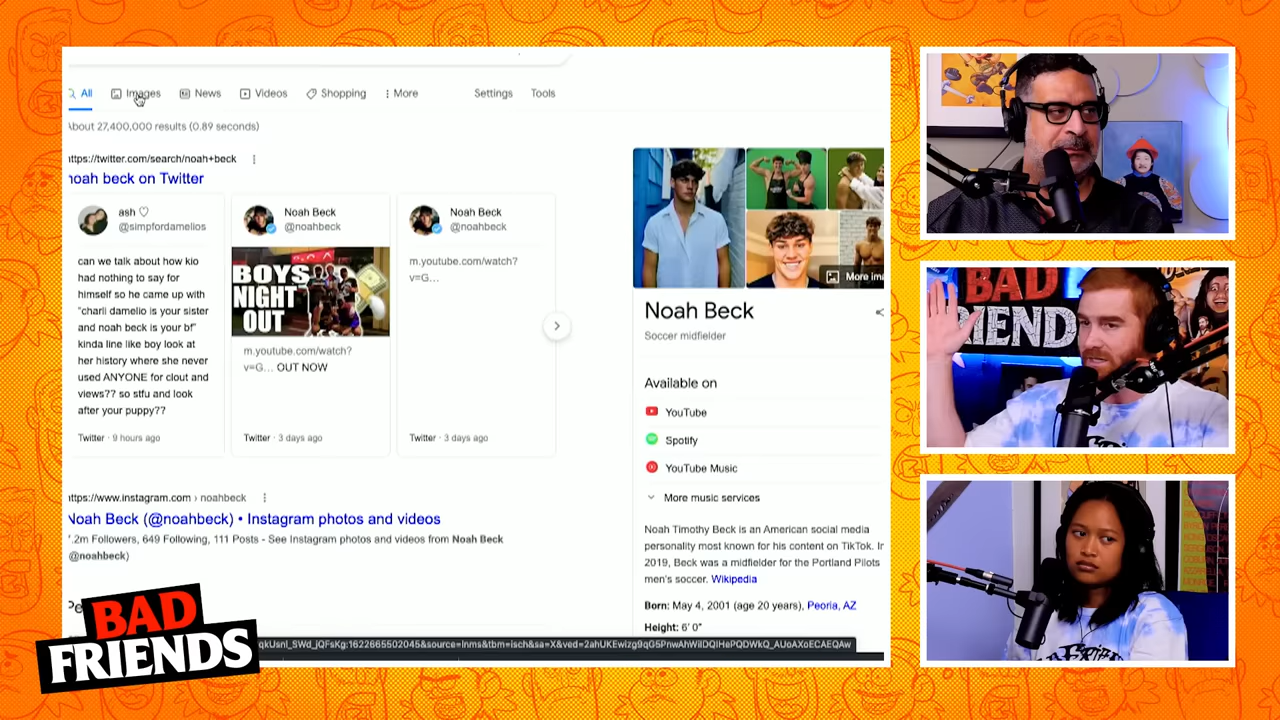 All
Images
News
Videos
Shopping
More
Settings
Tools
About 27,400,000 results (0.89 seconds)
https://twitter.com/search/noah+beck
noah beck on Twitter
ash ♡
@simpfordamelios
can we talk about how kio
had nothing to say for
himself so he came up with
"charli damelio is your sister
and noah beck is your bf"
kinda line like boy look at
her history where she never
used ANYONE for clout and
views?? so stfu and look
after your puppy??
Twitter · 9 hours ago
Noah Beck
@noahbeck
BOYS
NIGHT
OUT
m.youtube.com/watch?
v=G... OUT NOW
Twitter · 3 days ago
Noah Beck
@noahbeck
m.youtube.com/watch?
v=G...
Twitter · 3 days ago
https://www.instagram.com › noahbeck
Noah Beck (@noahbeck) • Instagram photos and videos
.2m Followers, 649 Following, 111 Posts - See Instagram photos and videos from Noah Beck
(@noahbeck)
Pe
More ima
Noah Beck
Soccer midfielder
Available on
YouTube
Spotify
YouTube Music
More music services
Noah Timothy Beck is an American social media
personality most known for his content on TikTok. In
2019, Beck was a midfielder for the Portland Pilots
men's soccer. Wikipedia
Born: May 4, 2001 (age 20 years), Peoria, AZ
Height: 6' 0"
BAD
FRIENDS
BAD
RIEND